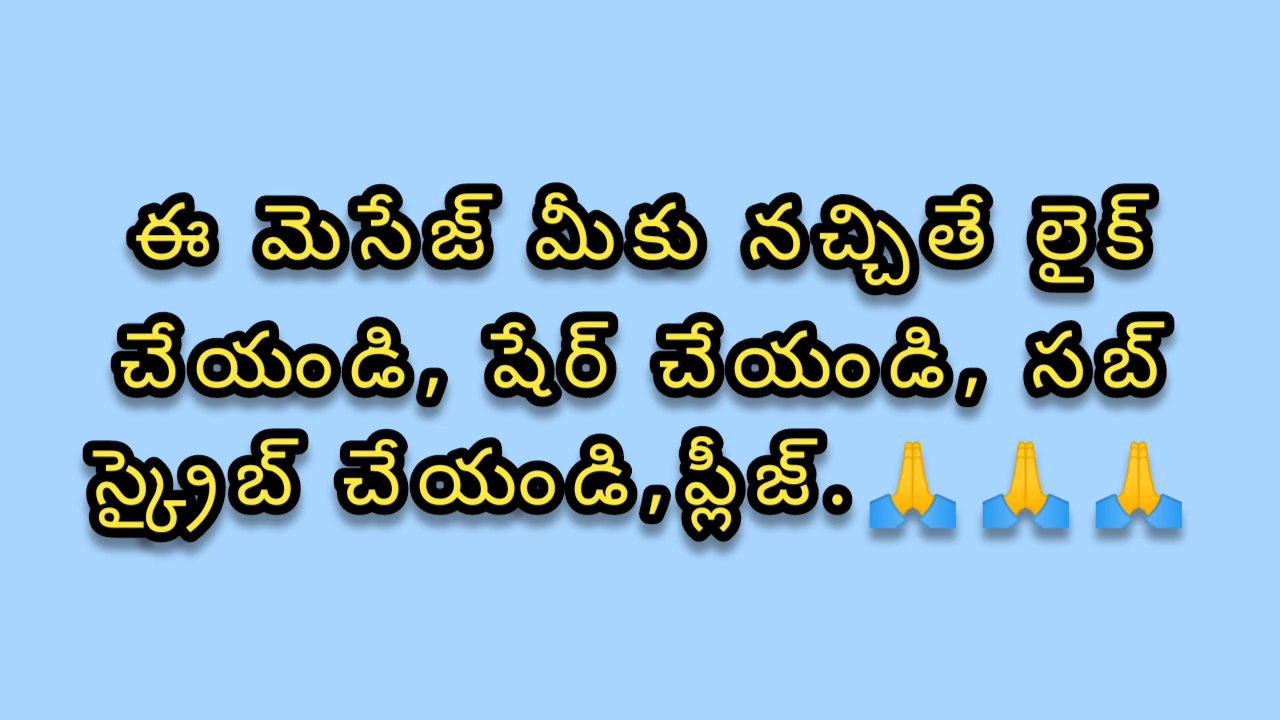 ఈ మెసేజ్ మీకు నచ్చితే లైక్
చేయండి, షేర్ చేయండి, సబ్
స్క్రైబ్ చేయండి,ప్లీజ్.🙏🙏🙏